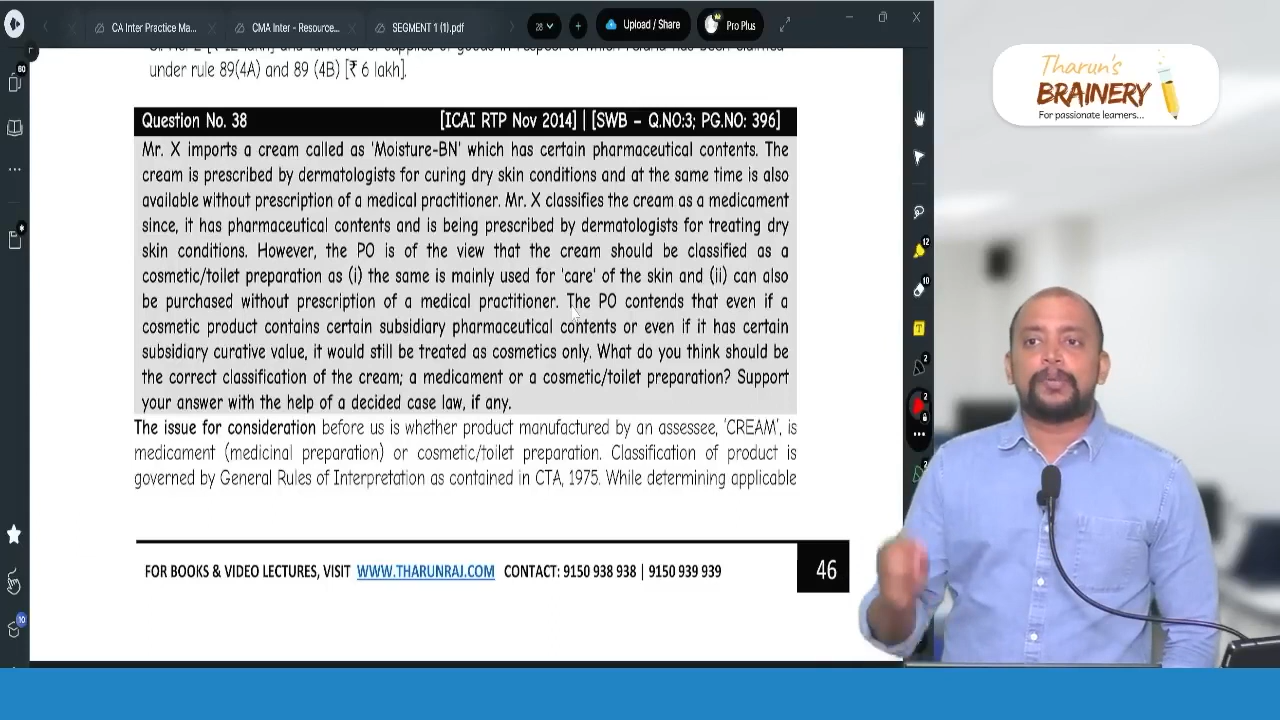 CA Inter Practice Ma...
CMA Inter - Resource...
SEGMENT 1 (1).pdf
28
Upload / Share
Pro Plus
under rule 89(4A) and 89 (4B) [₹ 6 lakh].
Question No. 38 [ICAI RTP Nov 2014] | [SWB – Q.NO:3; PG.NO: 396]
Mr. X imports a cream called as 'Moisture-BN' which has certain pharmaceutical contents. The
cream is prescribed by dermatologists for curing dry skin conditions and at the same time is also
available without prescription of a medical practitioner. Mr. X classifies the cream as a medicament
since, it has pharmaceutical contents and is being prescribed by dermatologists for treating dry
skin conditions. However, the PO is of the view that the cream should be classified as a
cosmetic/toilet preparation as (i) the same is mainly used for 'care' of the skin and (ii) can also
be purchased without prescription of a medical practitioner. The PO contends that even if a
cosmetic product contains certain subsidiary pharmaceutical contents or even if it has certain
subsidiary curative value, it would still be treated as cosmetics only. What do you think should be
the correct classification of the cream; a medicament or a cosmetic/toilet preparation? Support
your answer with the help of a decided case law, if any.
The issue for consideration before us is whether product manufactured by an assessee, 'CREAM', is
medicament (medicinal preparation) or cosmetic/toilet preparation. Classification of product is
governed by General Rules of Interpretation as contained in CTA, 1975. While determining applicable
FOR BOOKS & VIDEO LECTURES, VISIT WWW.THARUNRAJ.COM CONTACT: 9150 938 938 | 9150 939 939
46
Tharun's
BRAINERY
For passionate learners...
80
10
12
10
T
2
2
2